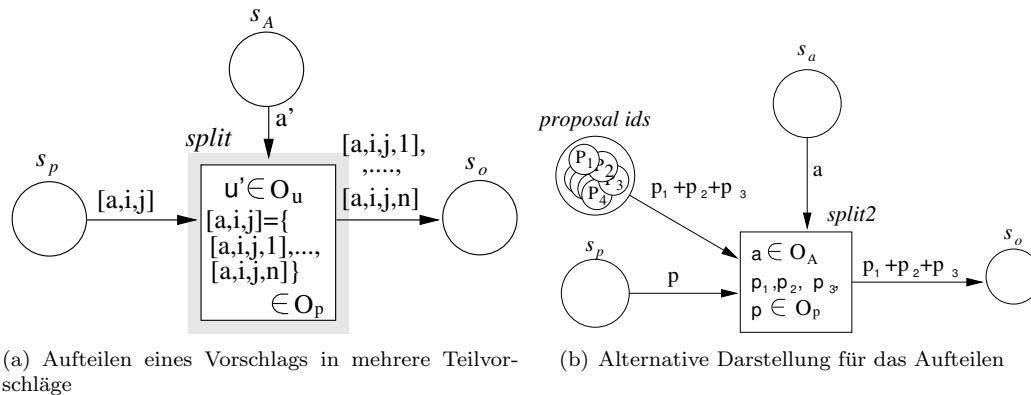 s_A
a'
split
[a,i,j,1],
,....,
[a,i,j,n]
s_p
[a,i,j]
u'∈O_u
[a,i,j]={
[a,i,j,1],...,
[a,i,j,n]}
∈O_p
s_o
(a) Aufteilen eines Vorschlags in mehrere Teilvor-
schläge
s_a
a
proposal ids
P_1
P_2
P_3
P_4
p_1+p_2+p_3
s_p
p
split2
a∈O_A
p_1,p_2, p_3,
p ∈ O_p
p_1+p_2+p_3
s_o
(b) Alternative Darstellung für das Aufteilen